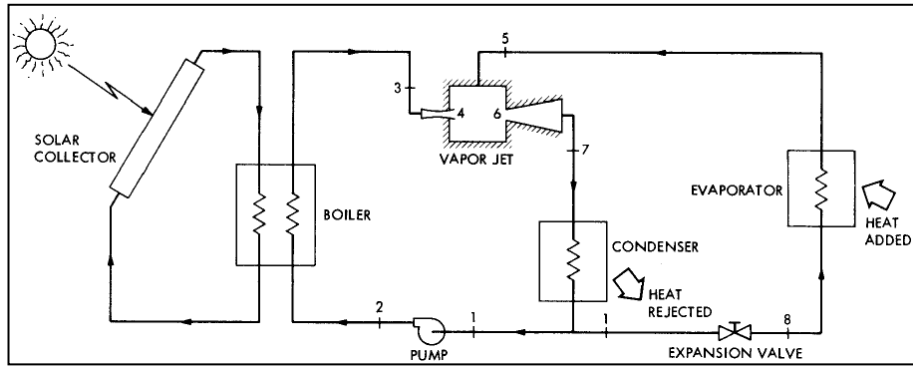 5
3
4
6
VAPOR JET
7
SOLAR
COLLECTOR
BOILER
EVAPORATOR
HEAT
ADDED
CONDENSER
HEAT
REJECTED
2
1
1
8
PUMP
EXPANSION VALVE